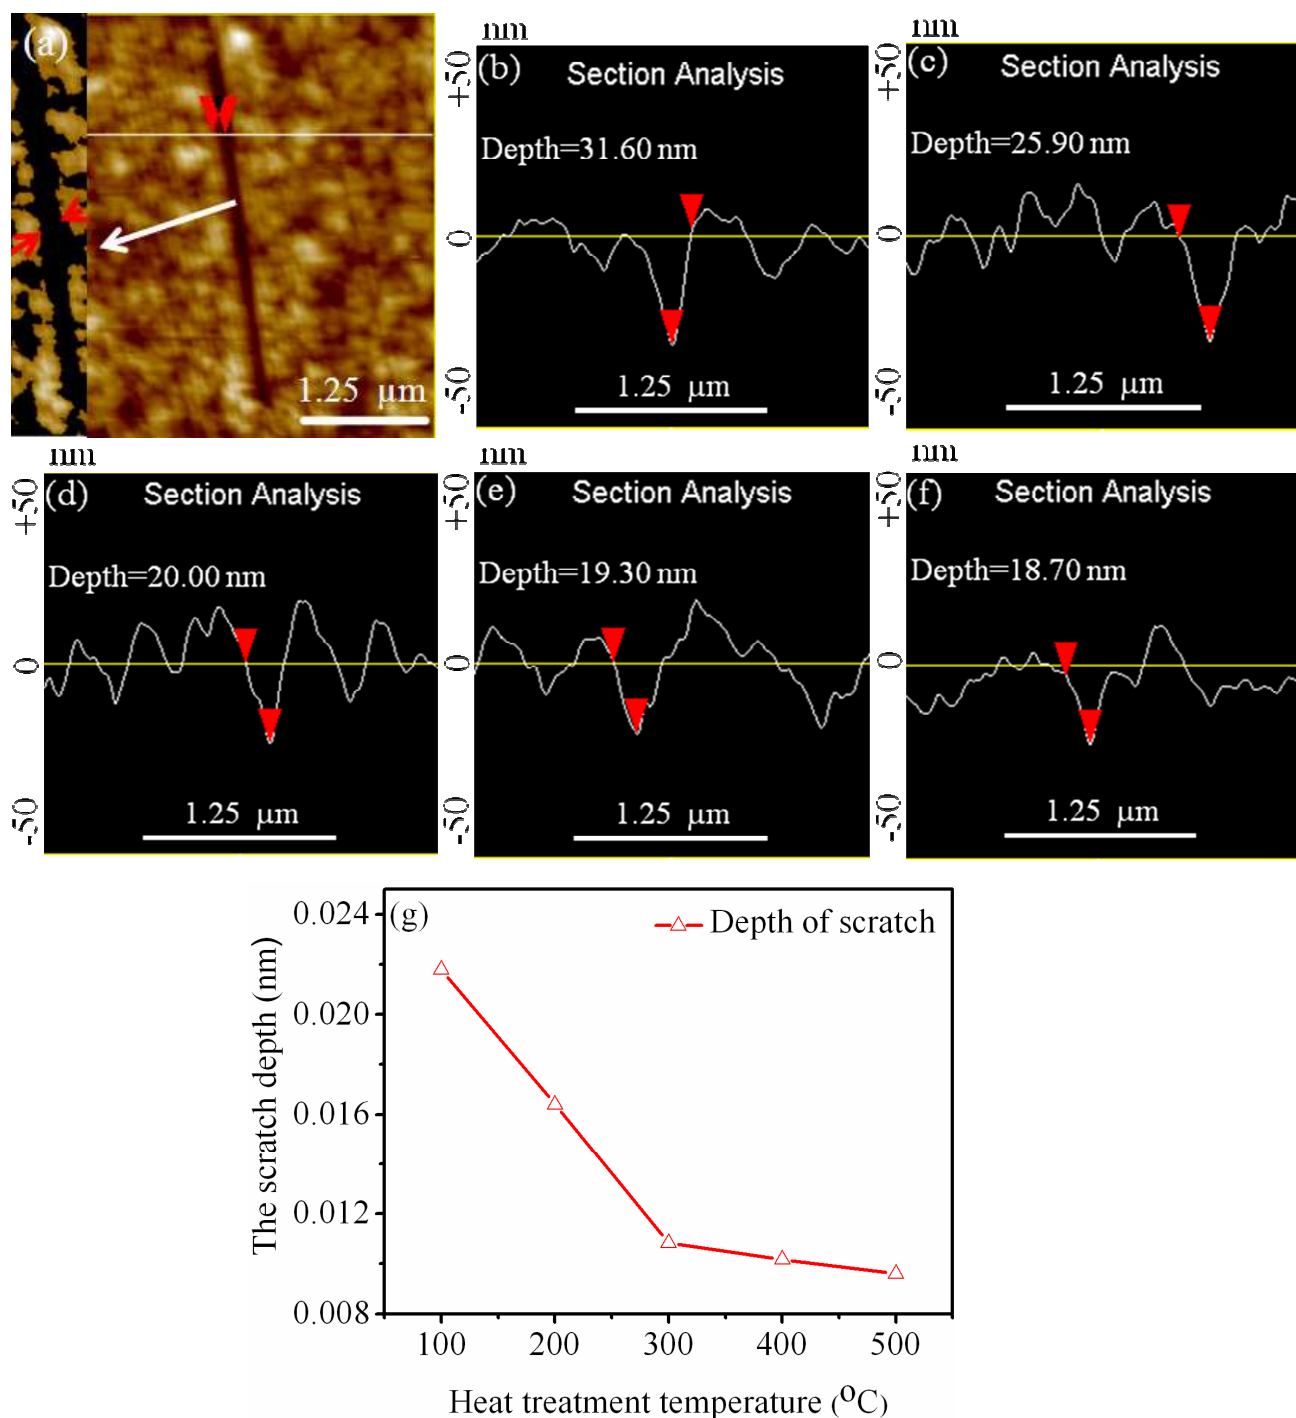 (a)
1.25 µm
nm
+50
0
-50
(b)
Section Analysis
Depth=31.60 nm
1.25 µm
nm
+50
0
-50
(c)
Section Analysis
Depth=25.90 nm
1.25 µm
nm
+50
0
-50
(d)
Section Analysis
Depth=20.00 nm
1.25 µm
nm
+50
0
-50
(e)
Section Analysis
Depth=19.30 nm
1.25 µm
nm
+50
0
-50
(f)
Section Analysis
Depth=18.70 nm
1.25 µm
(g)
Depth of scratch
The scratch depth (nm)
0.024
0.020
0.016
0.012
0.008
100 200 300 400 500
Heat treatment temperature (°C)